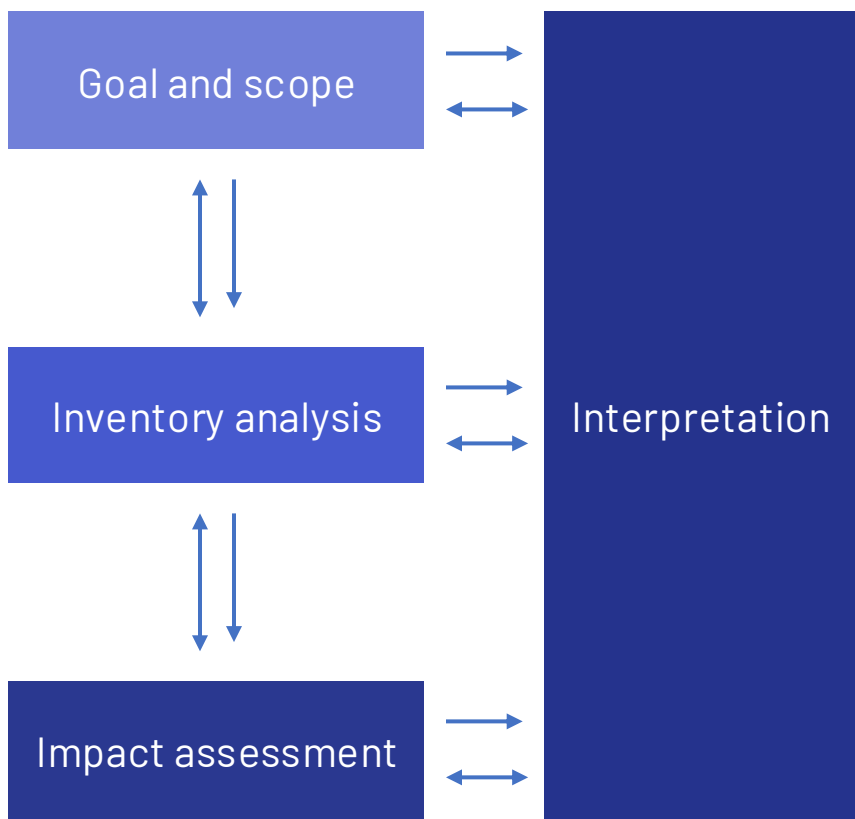 Goal and scope
Inventory analysis
Interpretation
Impact assessment